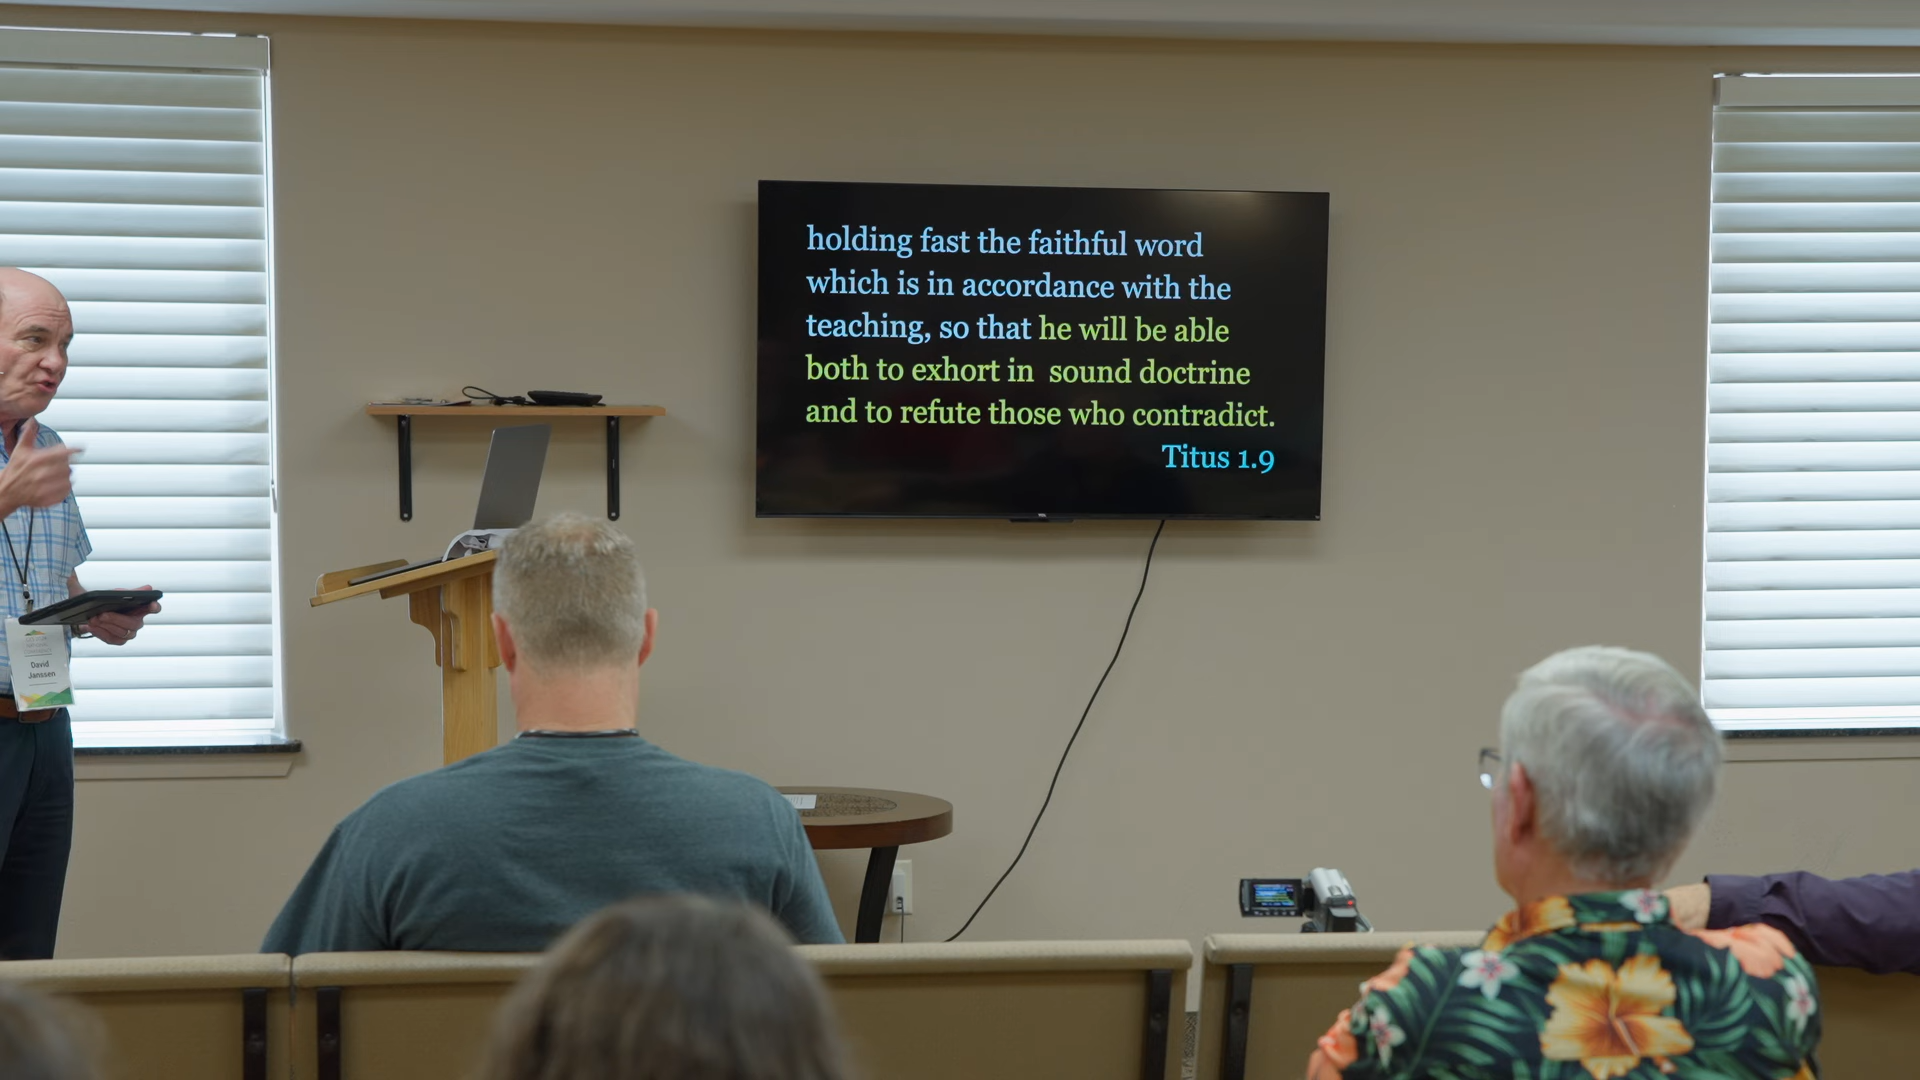 holding fast the faithful word
which is in accordance with the
teaching, so that he will be able
both to exhort in  sound doctrine
and to refute those who contradict.
Titus 1.9
David
Janssen